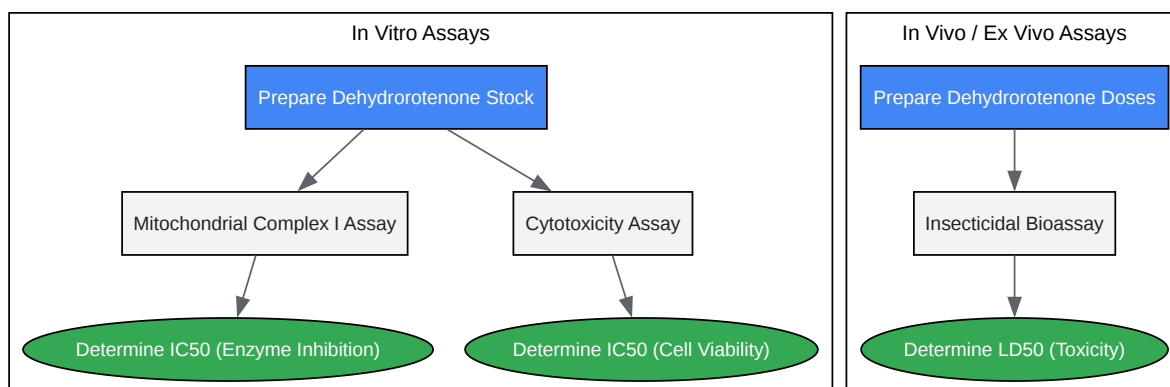 In Vitro Assays
Prepare Dehydrorotenone Stock
Mitochondrial Complex I Assay
Cytotoxicity Assay
Determine IC50 (Enzyme Inhibition)
Determine IC50 (Cell Viability)
In Vivo / Ex Vivo Assays
Prepare Dehydrorotenone Doses
Insecticidal Bioassay
Determine LD50 (Toxicity)